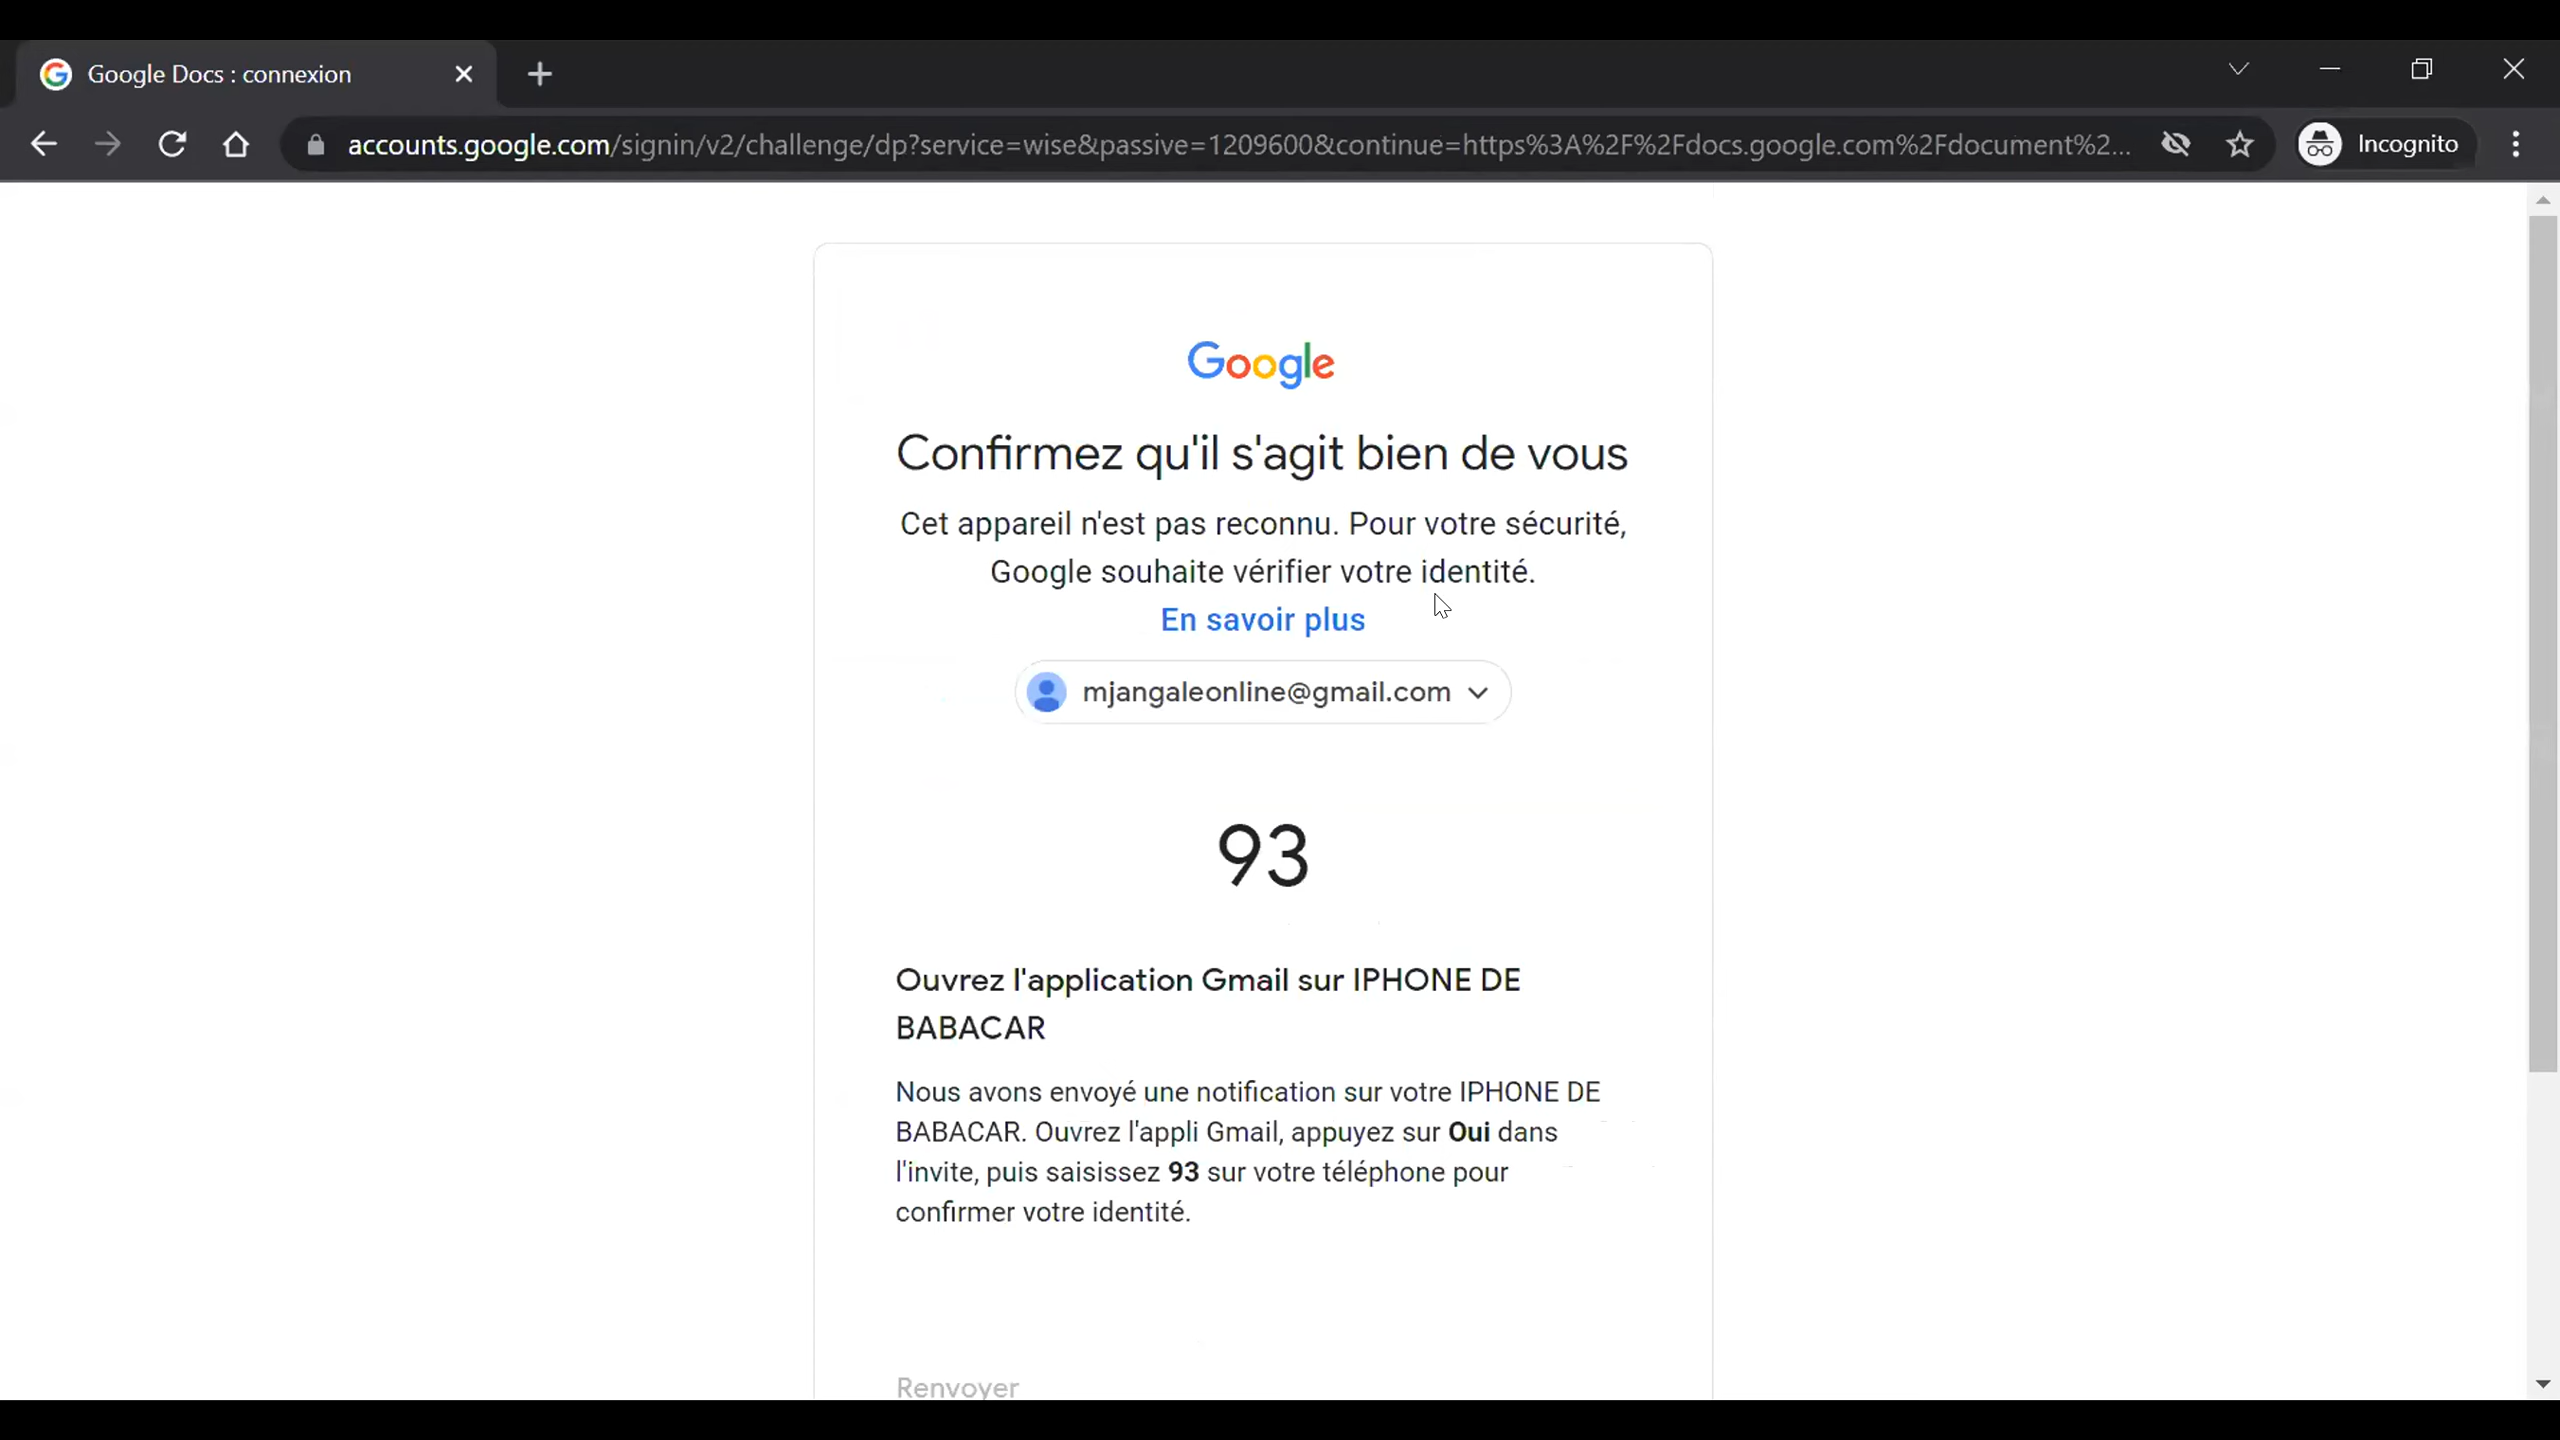 Google Docs : connexion
accounts.google.com/signin/v2/challenge/dp?service=wise&passive=1209600&continue=https%3A%2F%2Fdocs.google.com%2Fdocument%2... Incognito
Google
Confirmez qu'il s'agit bien de vous
Cet appareil n'est pas reconnu. Pour votre sécurité,
Google souhaite vérifier votre identité.
En savoir plus
mjangaleonline@gmail.com
93
Ouvrez l'application Gmail sur IPHONE DE
BABACAR
Nous avons envoyé une notification sur votre IPHONE DE
BABACAR. Ouvrez l'appli Gmail, appuyez sur Oui dans
l'invite, puis saisissez 93 sur votre téléphone pour
confirmer votre identité.
Renvoyer